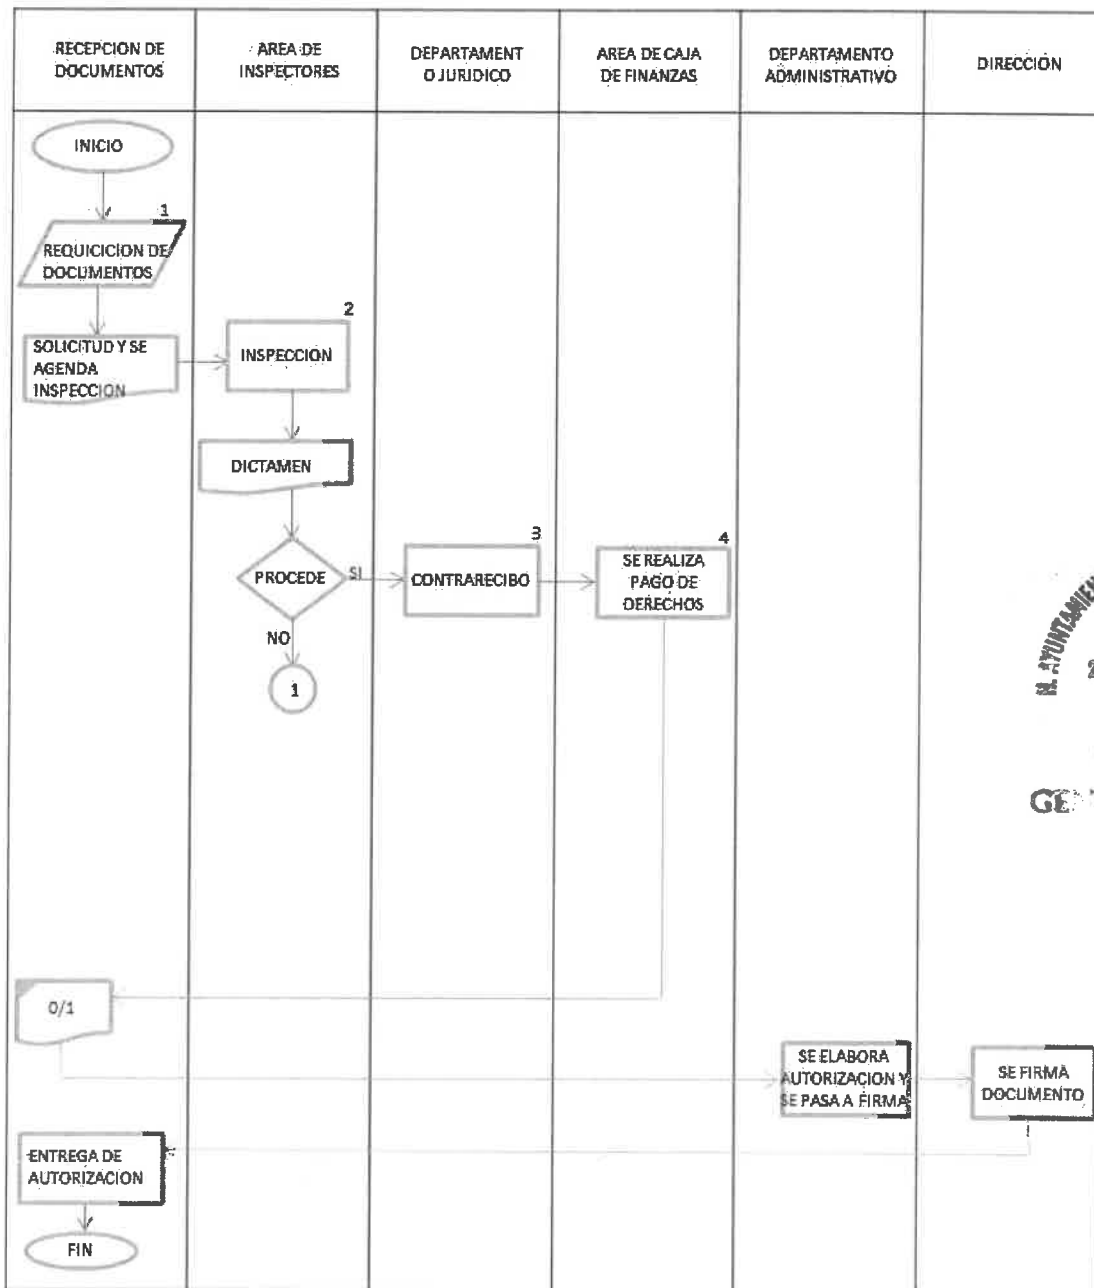 RECEPCION DE
DOCUMENTOS
AREA DE
INSPECTORES
DEPARTAMENT
O JURIDICO
AREA DE CAJA
DE FINANZAS
DEPARTAMENTO
ADMINISTRATIVO
DIRECCIÓN
INICIO
1
REQUICICION DE
DOCUMENTOS
SOLICITUD Y SE
AGENDA
INSPECCION
2
INSPECCION
DICTAMEN
PROCEDE
SI
NO
1
3
CONTRARECIBO
4
SE REALIZA
PAGO DE
DERECHOS
0/1
SE ELABORA
AUTORIZACION Y
SE PASA A FIRMA
SE FIRMA
DOCUMENTO
ENTREGA DE
AUTORIZACION
FIN